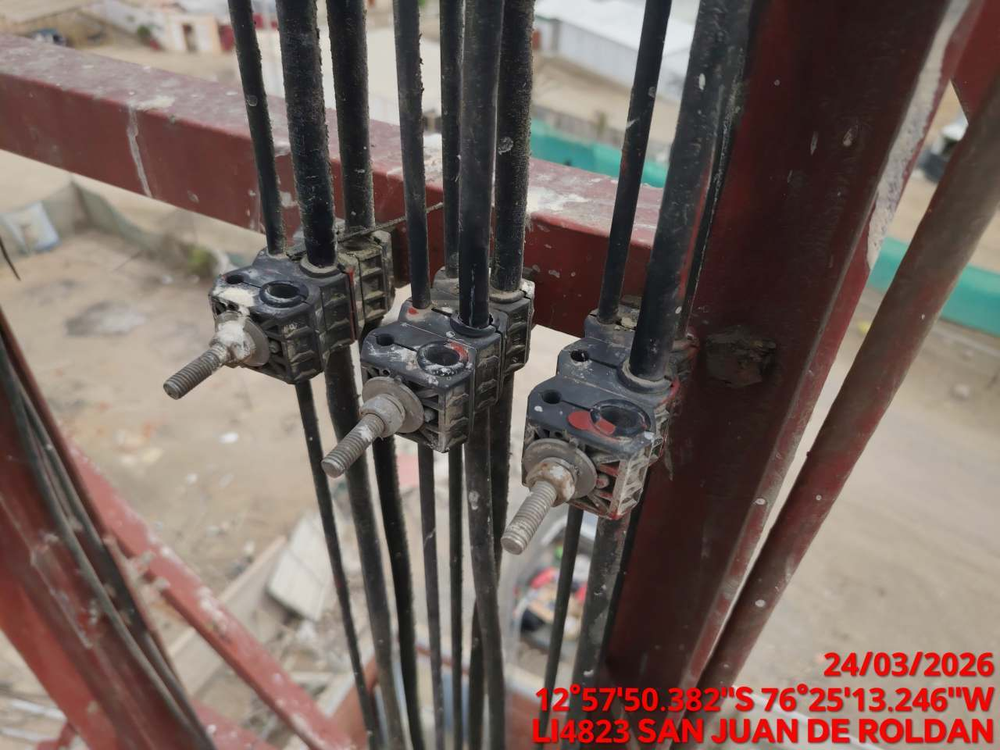 24/03/2026
12°57'50.382"S 76°25'13.246"W
LI4823 SAN JUAN DE ROLDAN